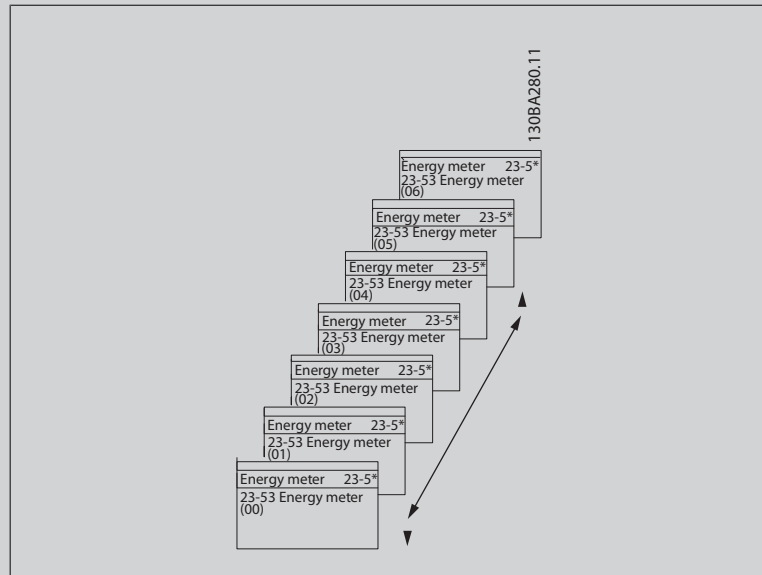 130BA280.11
Energy meter 23-5*
23-53 Energy meter
(06)
Energy meter 23-5*
23-53 Energy meter
(05)
Energy meter 23-5*
23-53 Energy meter
(04)
Energy meter 23-5*
23-53 Energy meter
(03)
Energy meter 23-5*
23-53 Energy meter
(02)
Energy meter 23-5*
23-53 Energy meter
(01)
Energy meter 23-5*
23-53 Energy meter
(00)